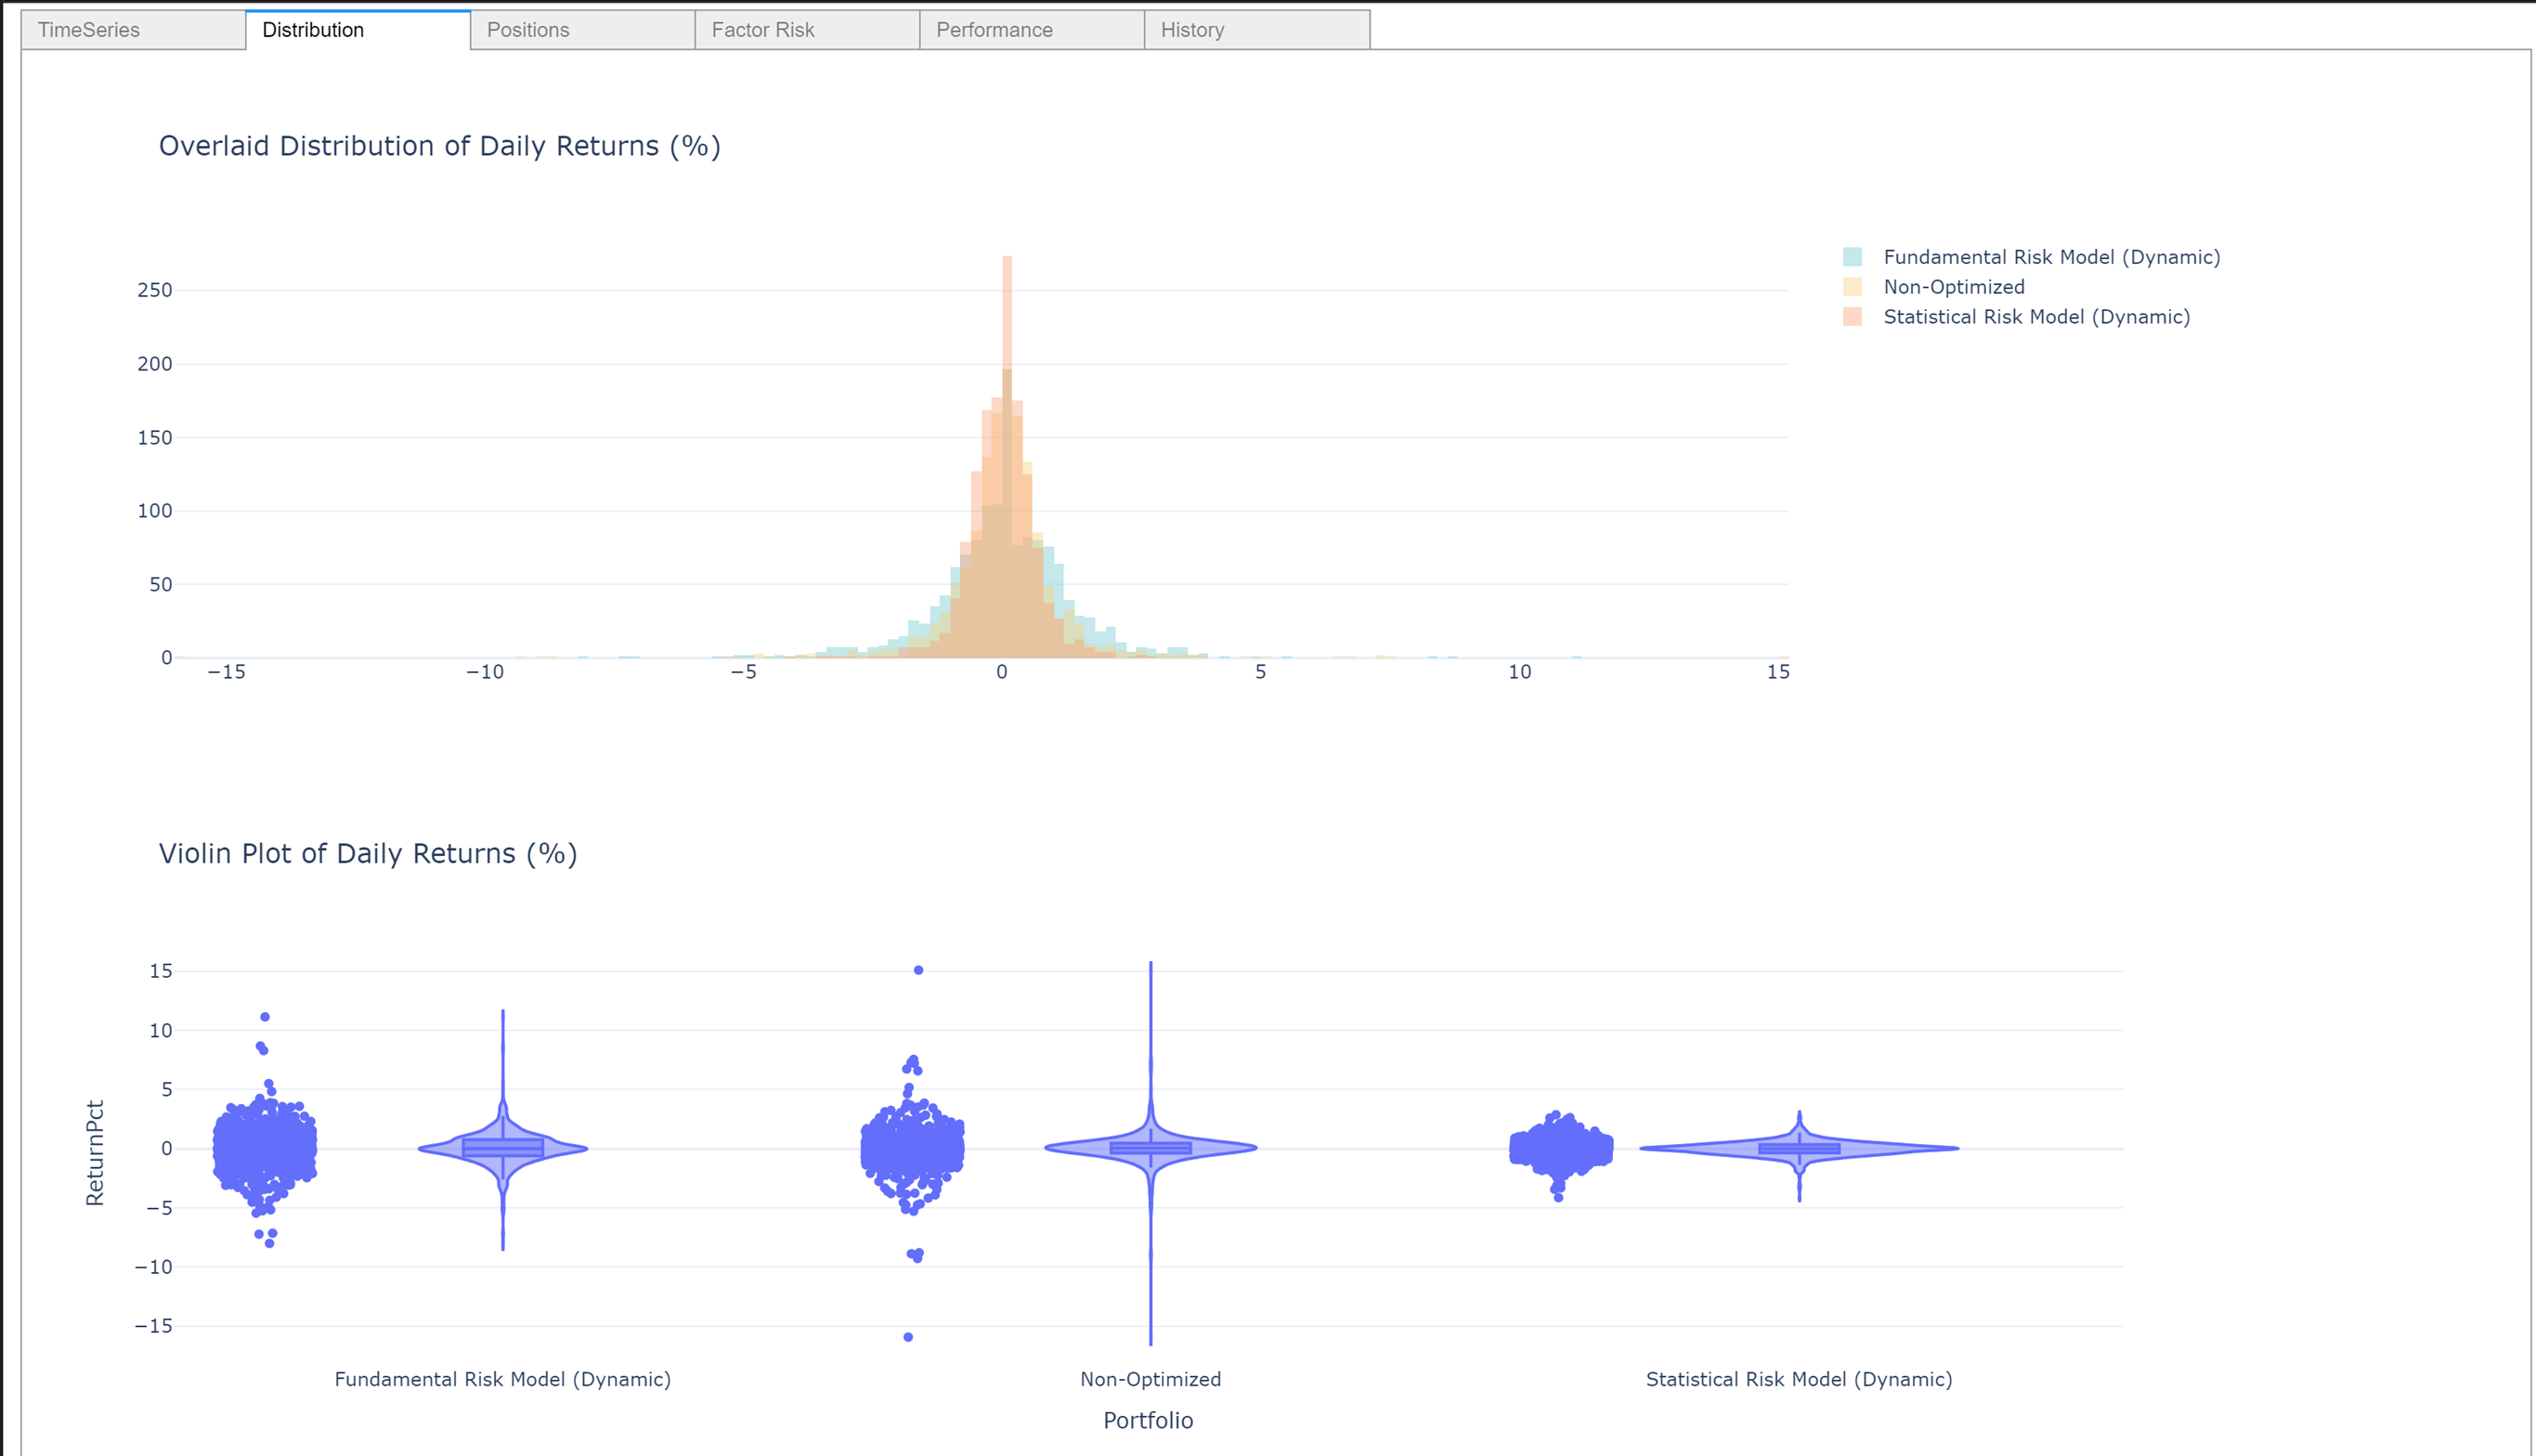 TimeSeries Distribution Positions Factor Risk Performance History
Overlaid Distribution of Daily Returns (%)
Fundamental Risk Model (Dynamic)
Non-Optimized
Statistical Risk Model (Dynamic)
250
200
150
100
50
0
−15 −10 −5 0 5 10 15
Violin Plot of Daily Returns (%)
15
10
5
0
−5
−10
−15
ReturnPct
Fundamental Risk Model (Dynamic) Non-Optimized Statistical Risk Model (Dynamic)
Portfolio